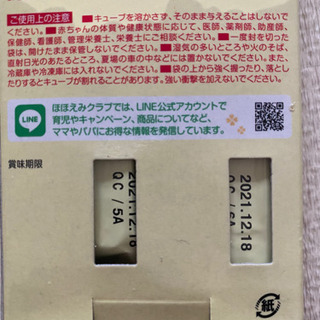 ご使用上の注意 ■キューブを溶かさず、そのまま与えることはしないで
ください。■赤ちゃんの体質や健康状態に応じて、医師、薬剤師、助産師、
保健師、看護師、管理栄養士、栄養士にご相談ください。■一度封を切った
袋は、開けたまま保管しないでください。■湿気の多いところや火のそば、
直射日光のあたるところ、夏場の車の中などには置かないでください。また、
冷蔵庫や冷凍庫には入れないでください。■袋の上から強く握ったり、落とし
たりするとキューブが割れることがあります。強い衝撃を加えないでください。
LINE
ほほえみクラブでは、LINE公式アカウントで
育児やキャンペーン、商品についてなど、
ママやパパにお得な情報を発信しています。
賞味期限
2021.12.18
QC / 5A
2021.12.18
QC / 6A
紙